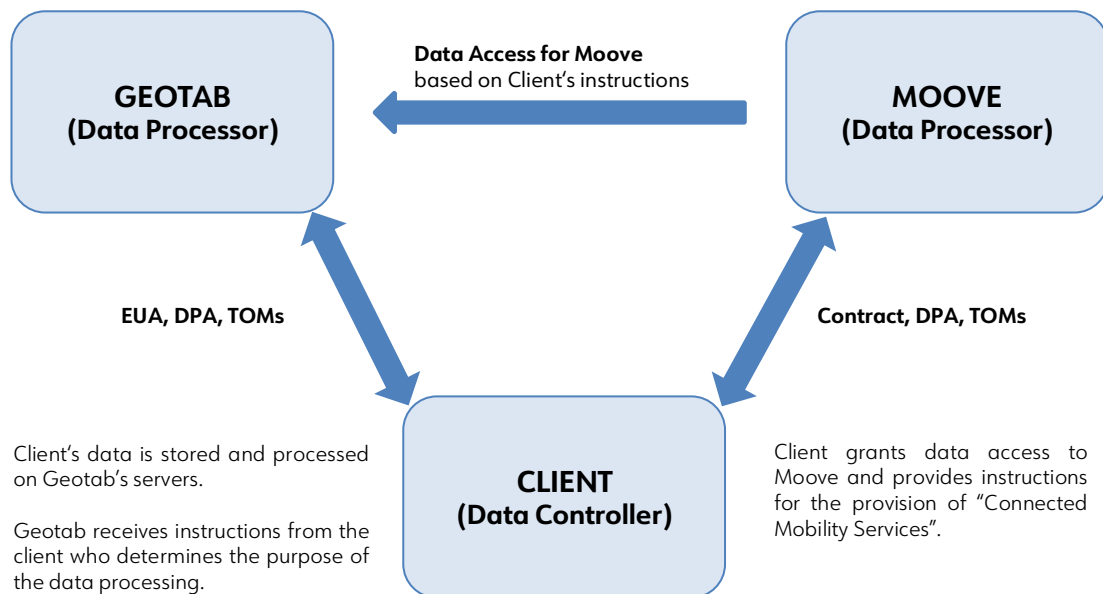 GEOTAB
(Data Processor)
Data Access for Moove
based on Client's instructions
MOOVE
(Data Processor)
EUA, DPA, TOMs
Contract, DPA, TOMs
Client's data is stored and processed
on Geotab's servers.
Geotab receives instructions from the
client who determines the purpose of
the data processing.
CLIENT
(Data Controller)
Client grants data access to
Moove and provides instructions
for the provision of “Connected
Mobility Services”.